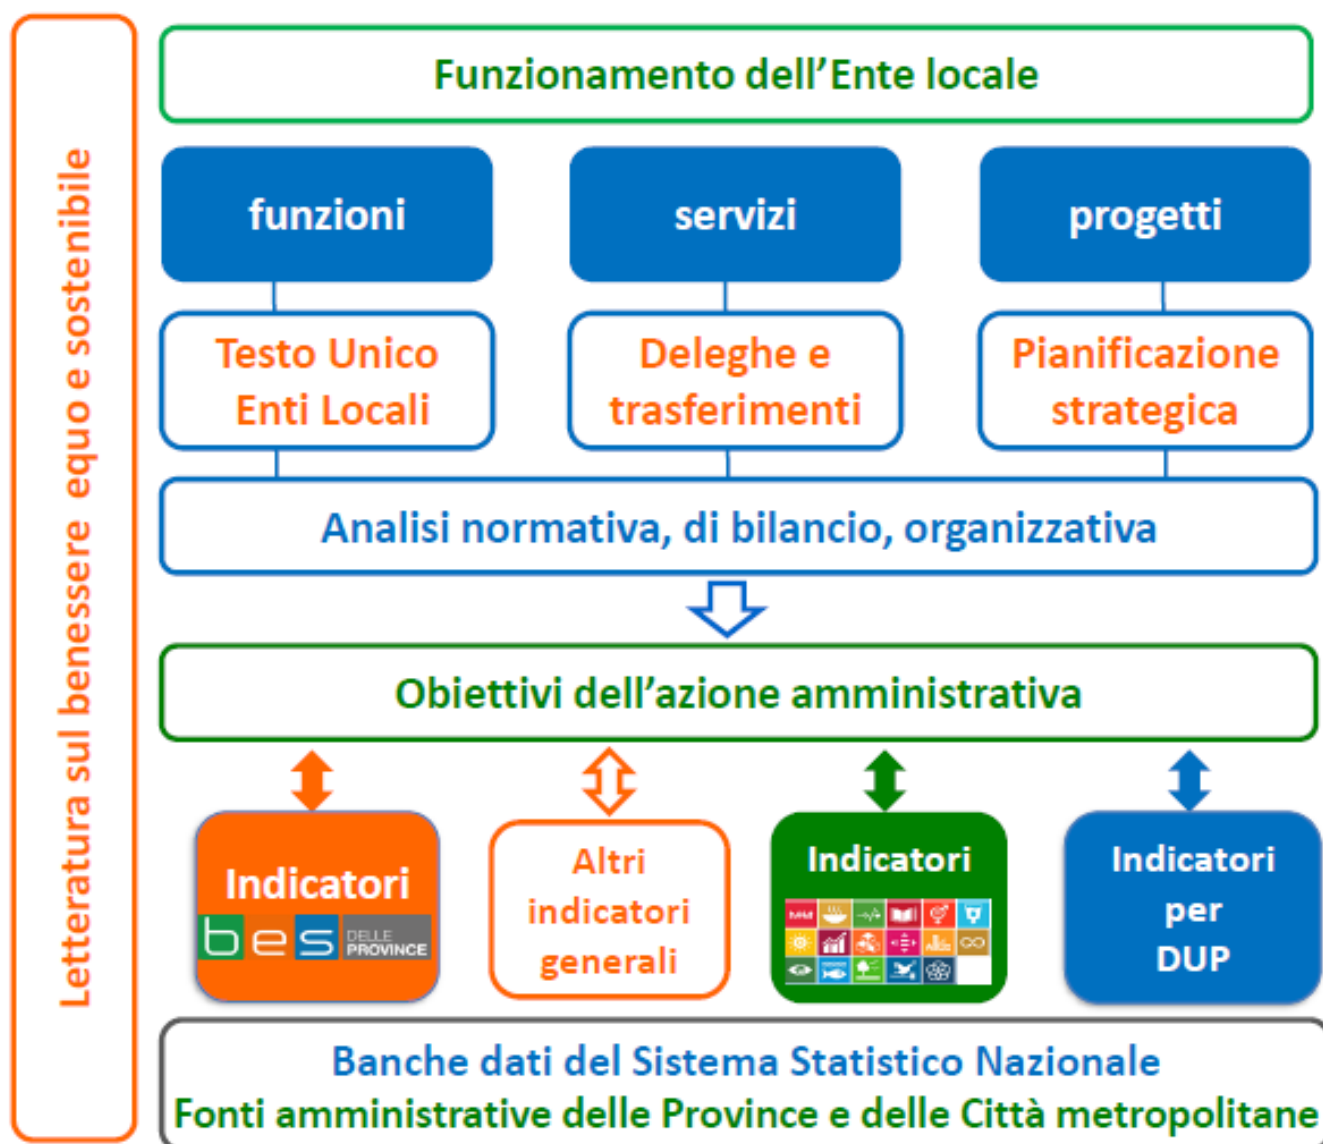 Letteratura sul benessere equo e sostenibile
Funzionamento dell'Ente locale
funzioni
servizi
progetti
Testo Unico
Enti Locali
Deleghe e
trasferimenti
Pianificazione
strategica
Analisi normativa, di bilancio, organizzativa
Obiettivi dell'azione amministrativa
Indicatori
bes DELLE
PROVINCE
Altri
indicatori
generali
Indicatori
Indicatori
per
DUP
Banche dati del Sistema Statistico Nazionale
Fonti amministrative delle Province e delle Città metropolitane